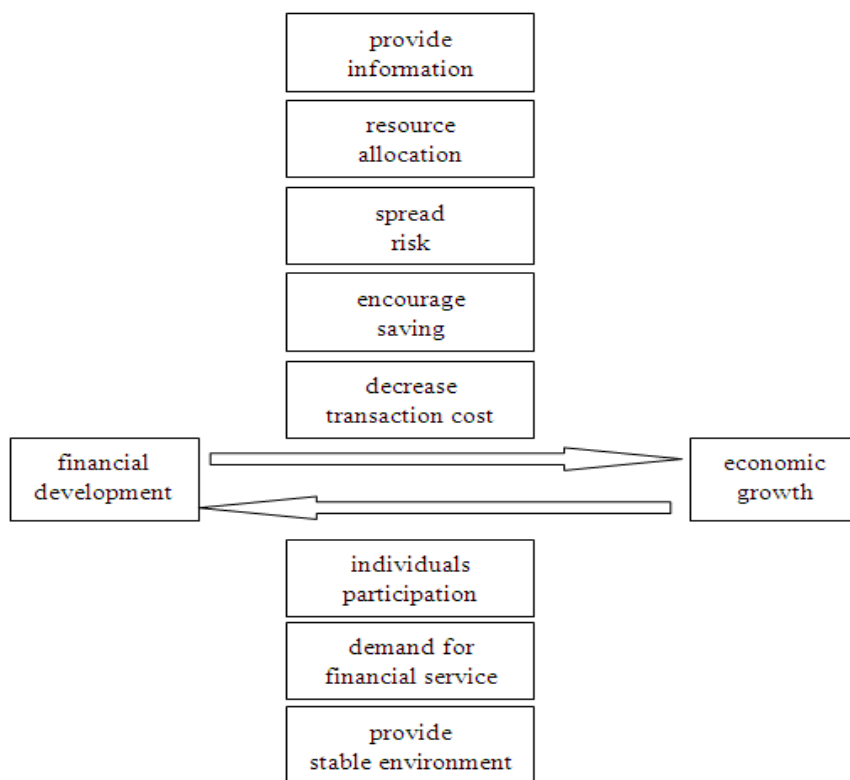 provide
information
resource
allocation
spread
risk
encourage
saving
decrease
transaction cost
financial
development
economic
growth
individuals
participation
demand for
financial service
provide
stable environment